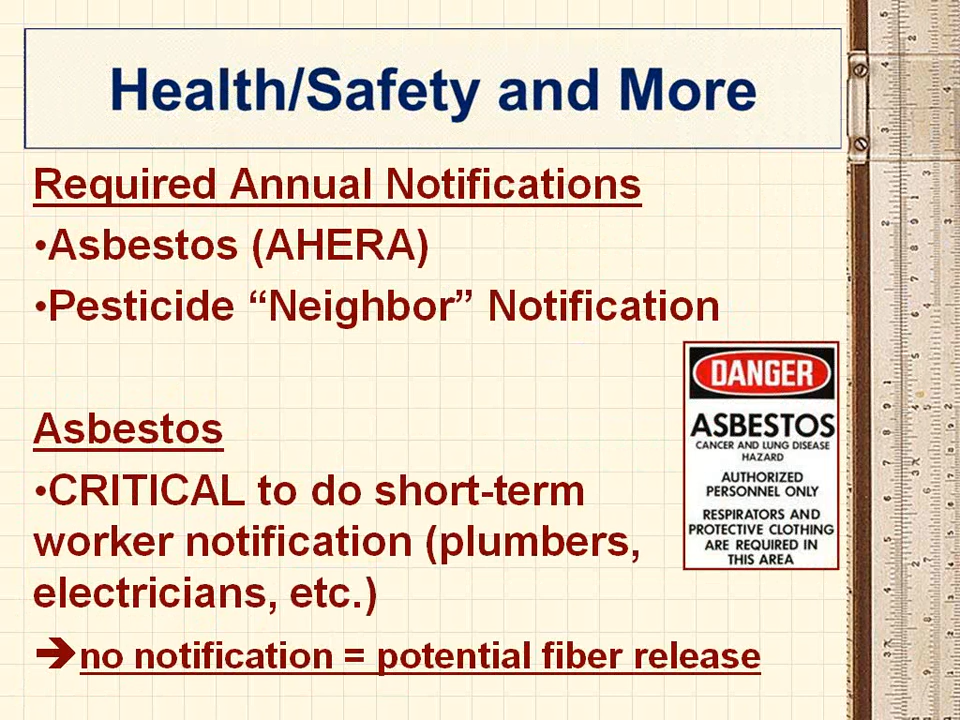 Health/Safety and More
Required Annual Notifications
•Asbestos (AHERA)
•Pesticide “Neighbor” Notification
Asbestos
•CRITICAL to do short-term
worker notification (plumbers,
electricians, etc.)
➔no notification = potential fiber release
DANGER
ASBESTOS
CANCER AND LUNG DISEASE
HAZARD
AUTHORIZED
PERSONNEL ONLY
RESPIRATORS AND
PROTECTIVE CLOTHING
ARE REQUIRED IN
THIS AREA